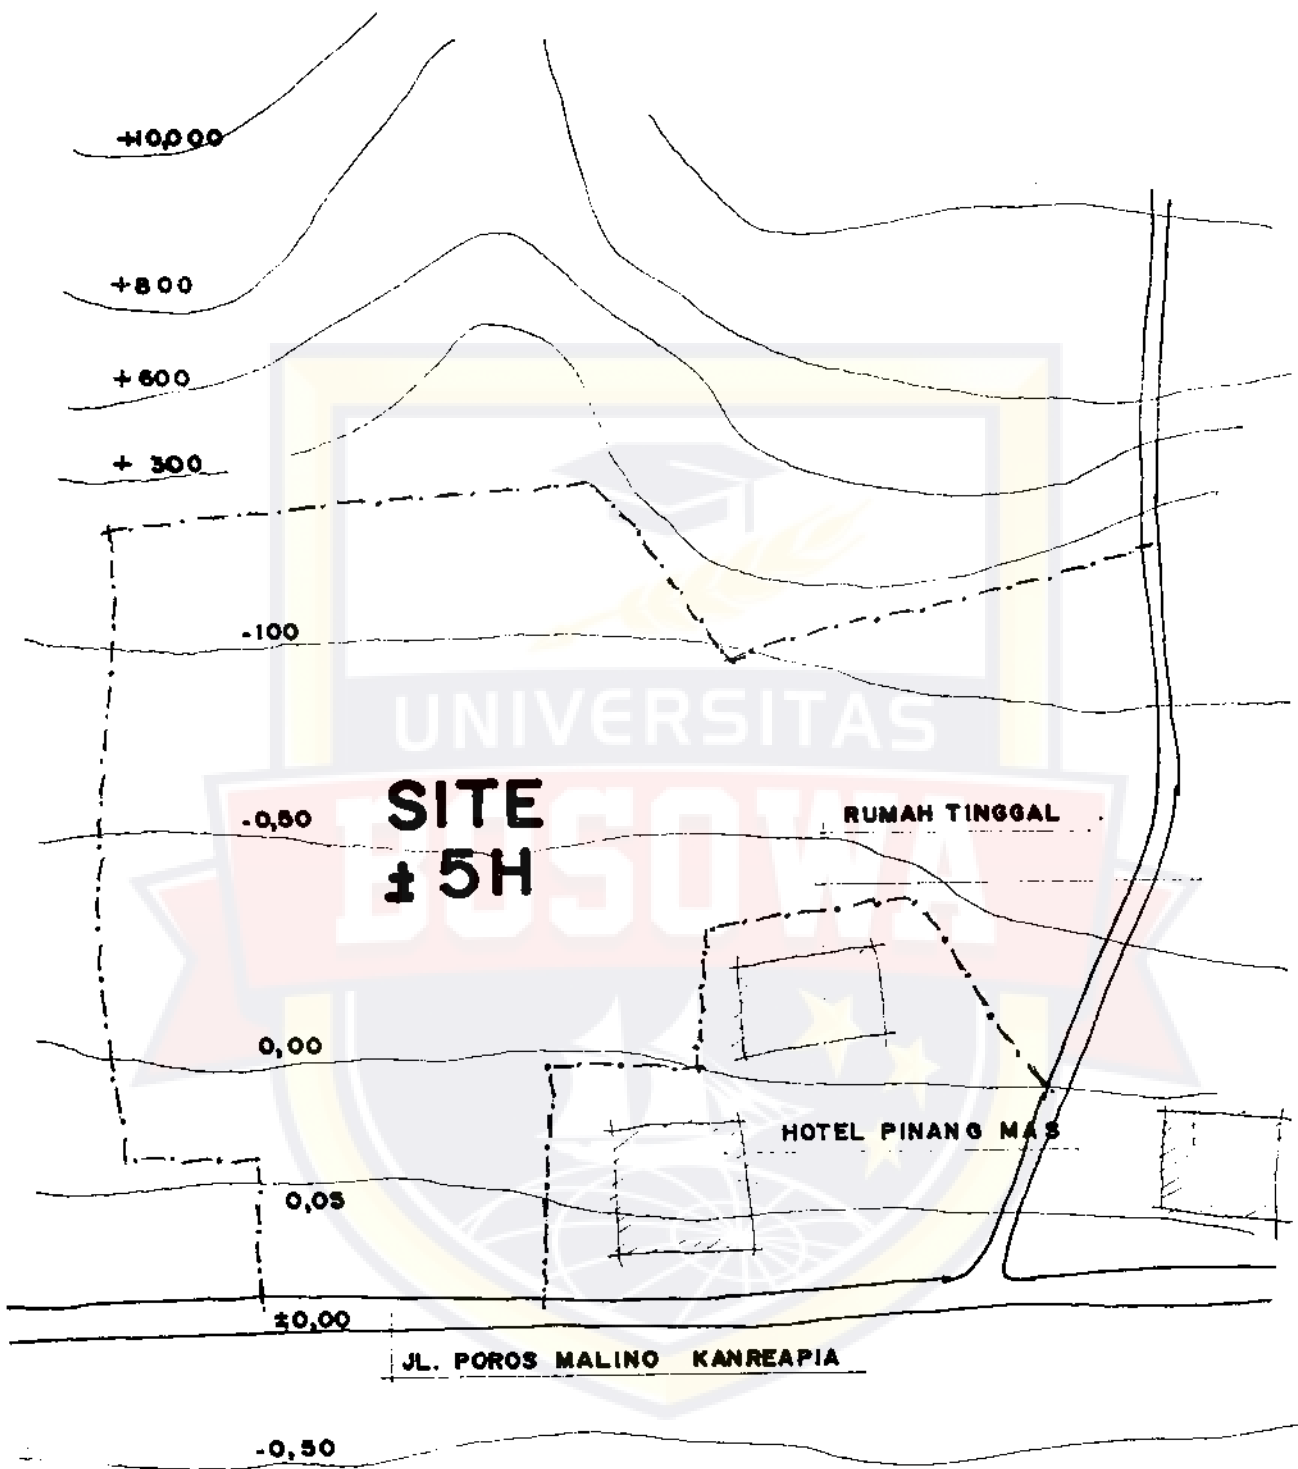 +10,000
+800
+600
+ 300
-100
UNIVERSITAS
BOSOWA
SITE
± 5H
-0,50
RUMAH TINGGAL
0,00
HOTEL PINANG MAS
0,05
±0,00
JL. POROS MALINO KANREAPIA
-0,50